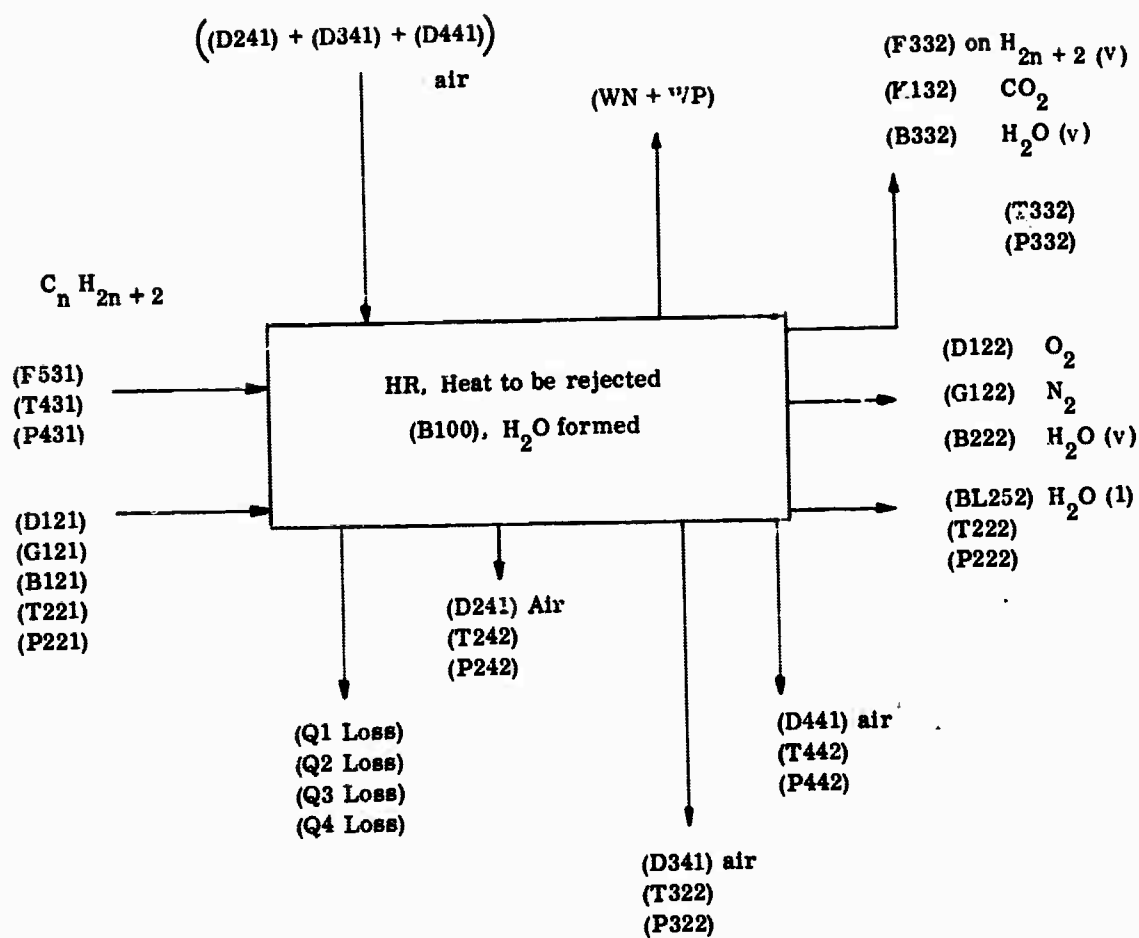 ((D241) + (D341) + (D441))
air
(WN + "/P)
(F332) on H2n + 2 (v)
(K132) CO2
(B332) H2O (v)
(T332)
(P332)
Cn H2n + 2
(F531)
(T431)
(P431)
HR, Heat to be rejected
(B100), H2O formed
(D122) O2
(G122) N2
(B222) H2O (v)
(BL252) H2O (l)
(T222)
(P222)
(D121)
(G121)
(B121)
(T221)
(P221)
(D241) Air
(T242)
(P242)
(Q1 Loss)
(Q2 Loss)
(Q3 Loss)
(Q4 Loss)
(D441) air
(T442)
(P442)
(D341) air
(T322)
(P322)